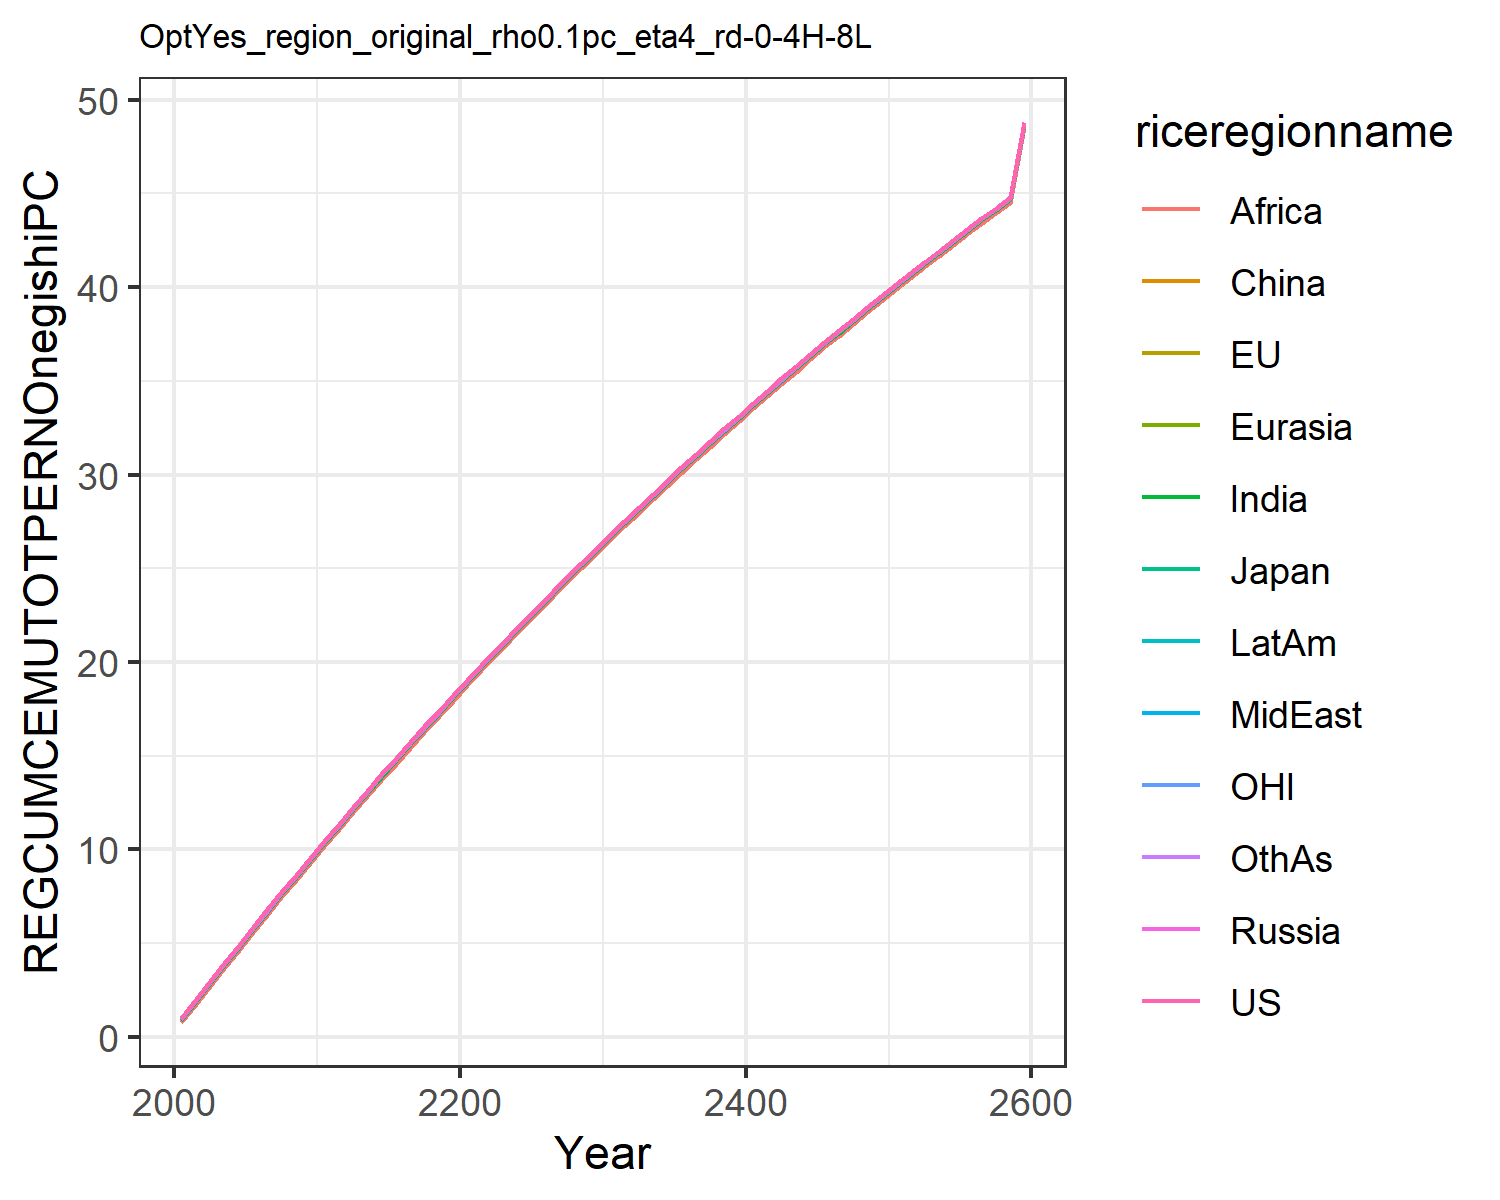 OptYes_region_original_rho0.1pc_eta4_rd-0-4H-8L
REGCUMCEMUTOTPERNOnegishiPC
50
40
30
20
10
0
2000 2200 2400 2600
Year
riceregionname
Africa
China
EU
Eurasia
India
Japan
LatAm
MidEast
OHI
OthAs
Russia
US